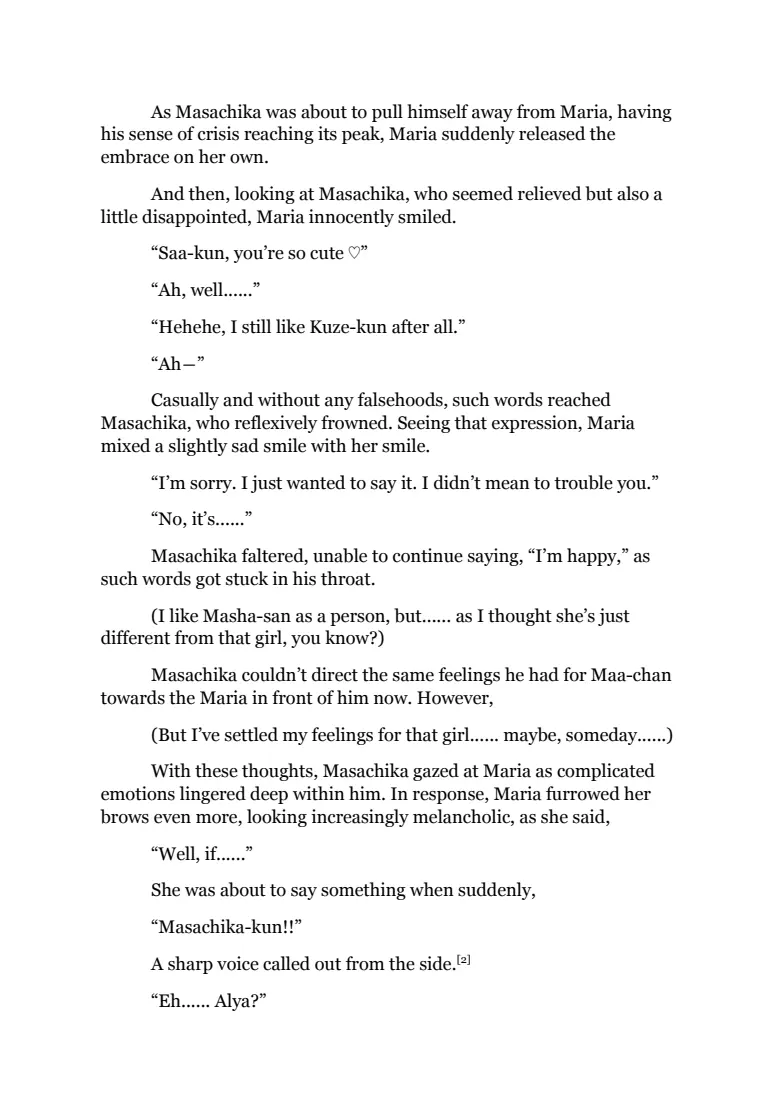 As Masachika was about to pull himself away from Maria, having
his sense of crisis reaching its peak, Maria suddenly released the
embrace on her own.
And then, looking at Masachika, who seemed relieved but also a
little disappointed, Maria innocently smiled.
“Saa-kun, you’re so cute ♡”
“Ah, well......”
“Hehehe, I still like Kuze-kun after all.”
“Ah—”
Casually and without any falsehoods, such words reached
Masachika, who reflexively frowned. Seeing that expression, Maria
mixed a slightly sad smile with her smile.
“I’m sorry. I just wanted to say it. I didn’t mean to trouble you.”
“No, it’s......”
Masachika faltered, unable to continue saying, “I’m happy,” as
such words got stuck in his throat.
(I like Masha-san as a person, but...... as I thought she’s just
different from that girl, you know?)
Masachika couldn’t direct the same feelings he had for Maa-chan
towards the Maria in front of him now. However,
(But I’ve settled my feelings for that girl...... maybe, someday......)
With these thoughts, Masachika gazed at Maria as complicated
emotions lingered deep within him. In response, Maria furrowed her
brows even more, looking increasingly melancholic, as she said,
“Well, if......”
She was about to say something when suddenly,
“Masachika-kun!!”
A sharp voice called out from the side.[2]
“Eh...... Alya?”